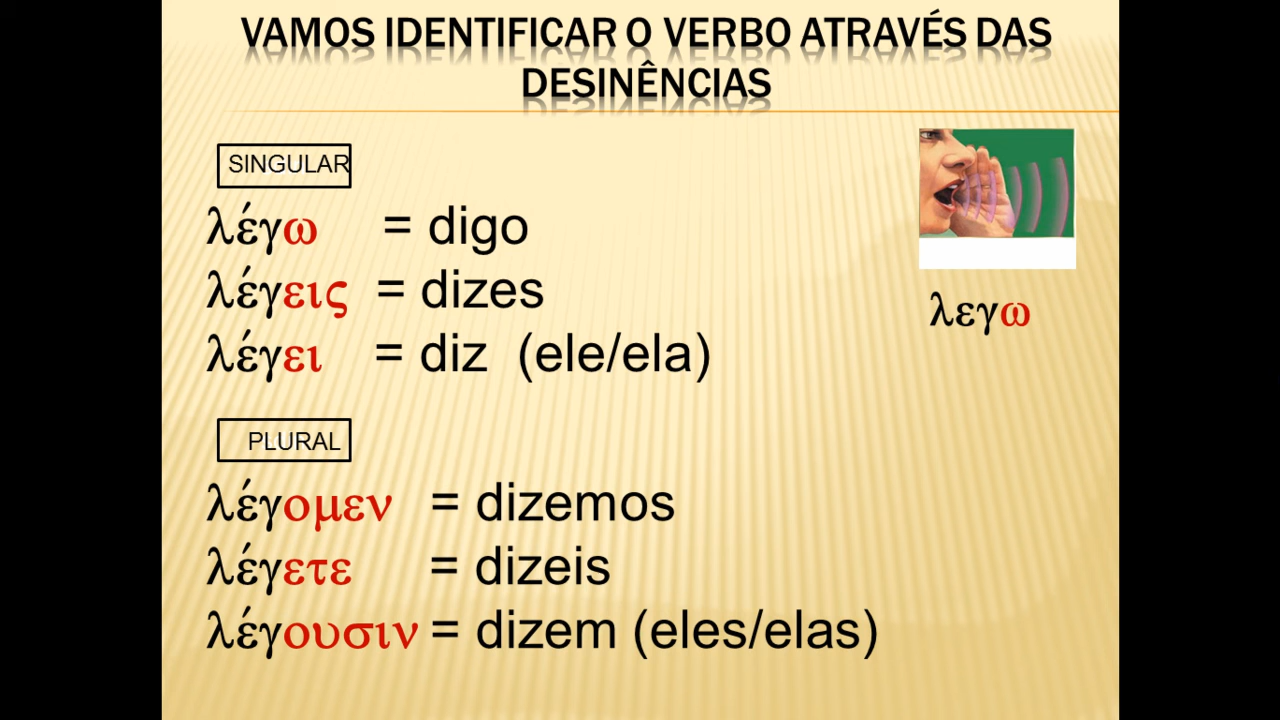 VAMOS IDENTIFICAR O VERBO ATRAVÉS DAS
DESINÊNCIAS
SINGULAR
λέγω = digo
λέγεις = dizes
λέγει = diz (ele/ela)
λεγω
PLURAL
λέγομεν = dizemos
λέγετε = dizeis
λέγουσιν = dizem (eles/elas)